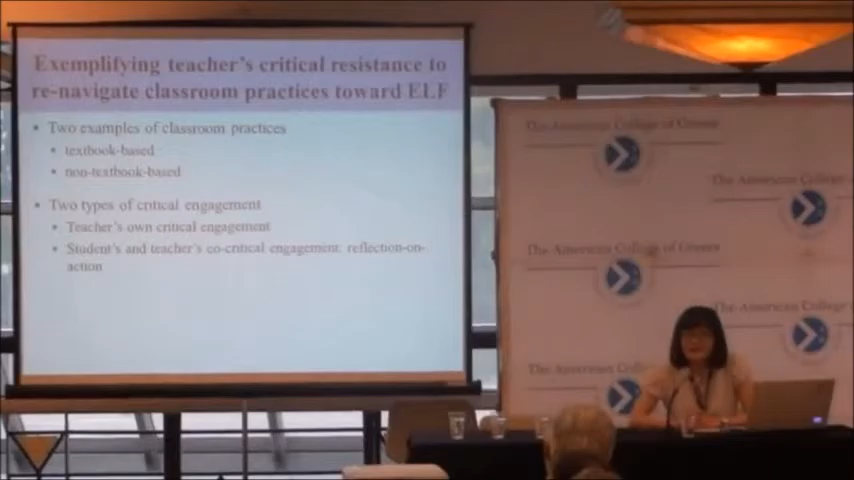 Exemplifying teacher's critical resistance to
re-navigate classroom practices toward ELF
• Two examples of classroom practices
• textbook-based
• non-textbook-based
• Two types of critical engagement
• Teacher's own critical engagement
• Student's and teacher's co-critical engagement: reflection-on-
action
The American College of Greece
The American College of
The American College of Greece
The American College of
The American Coll